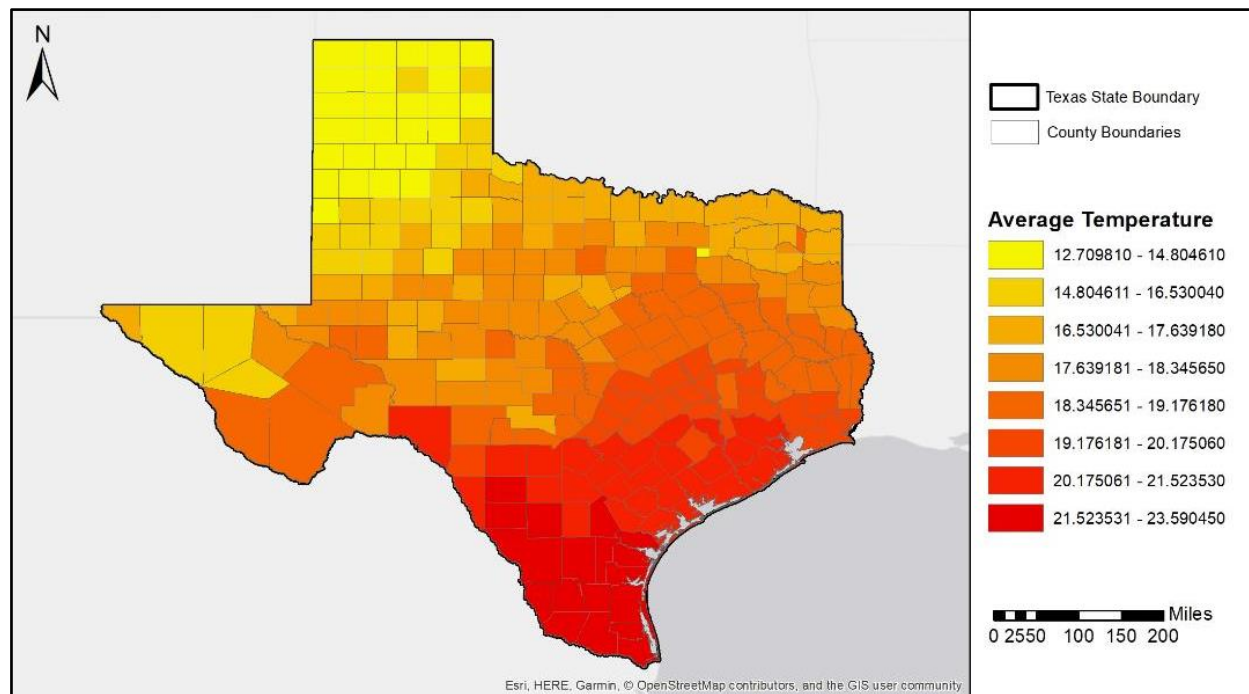 N
Texas State Boundary
County Boundaries
Average Temperature
12.709810 - 14.804610
14.804611 - 16.530040
16.530041 - 17.639180
17.639181 - 18.345650
18.345651 - 19.176180
19.176181 - 20.175060
20.175061 - 21.523530
21.523531 - 23.590450
Miles
0 2550 100 150 200
Esri, HERE, Garmin, © OpenStreetMap contributors, and the GIS user community